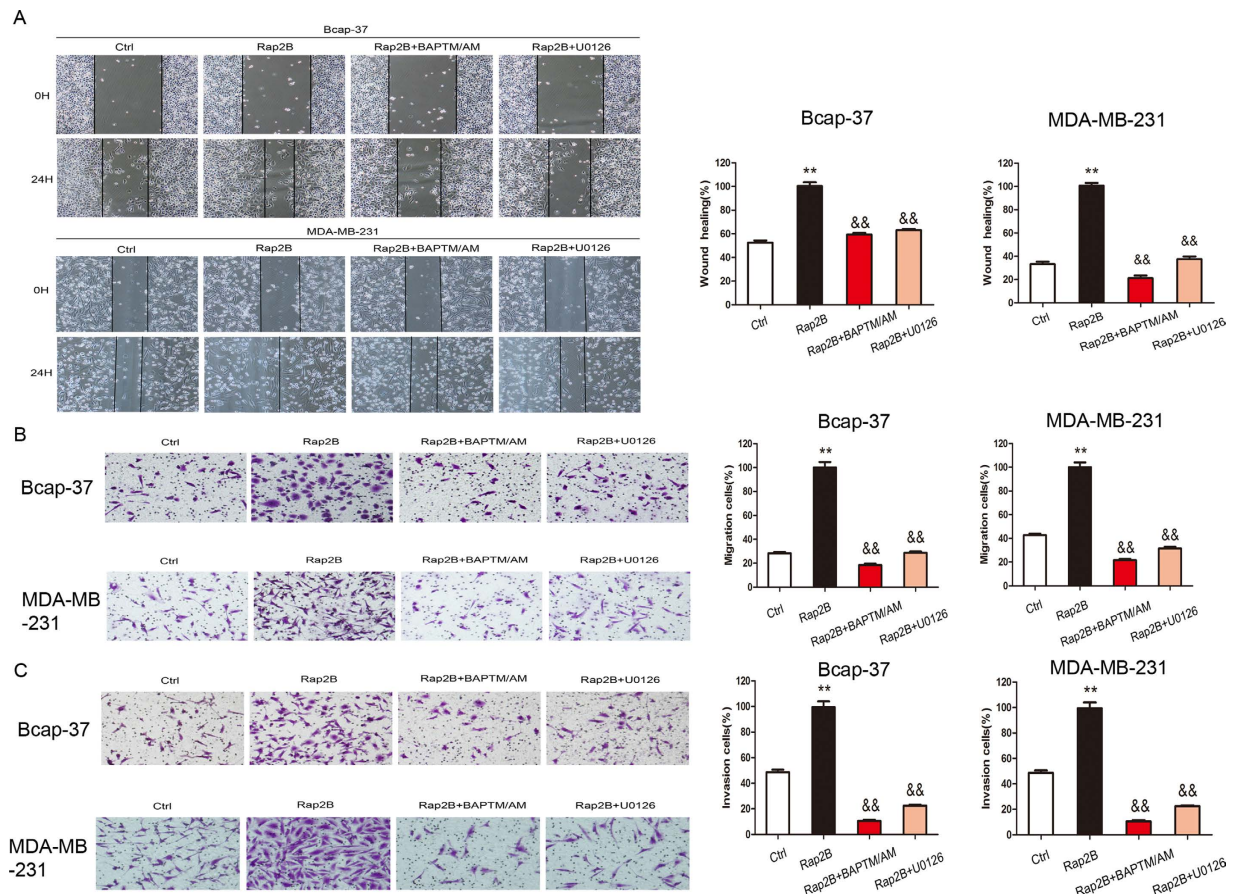 A
Bcap-37
Ctrl Rap2B Rap2B+BAPTM/AM Rap2B+U0126
0H
24H
MDA-MB-231
Ctrl Rap2B Rap2B+BAPTM/AM Rap2B+U0126
0H
24H
Bcap-37
Wound healing(%)
120
100
80
60
40
20
0
**
&&
&&
Ctrl
Rap2B
Rap2B+BAPTM/AM
Rap2B+U0126
MDA-MB-231
Wound healing(%)
120
100
80
60
40
20
0
**
&&
&&
Ctrl
Rap2B
Rap2B+BAPTM/AM
Rap2B+U0126
B
Ctrl Rap2B Rap2B+BAPTM/AM Rap2B+U0126
Bcap-37
Ctrl Rap2B Rap2B+BAPTM/AM Rap2B+U0126
MDA-MB
-231
Bcap-37
Migration cells(%)
120
100
80
60
40
20
0
**
&&
&&
Ctrl
Rap2B
Rap2B+BAPTM/AM
Rap2B+U0126
MDA-MB-231
Migration cells(%)
120
100
80
60
40
20
0
**
&&
&&
Ctrl
Rap2B
Rap2B+BAPTM/AM
Rap2B+U0126
C
Ctrl Rap2B Rap2B+BAPTM/AM Rap2B+U0126
Bcap-37
Ctrl Rap2B Rap2B+BAPTM/AM Rap2B+U0126
MDA-MB
-231
Bcap-37
Invasion cells(%)
120
100
80
60
40
20
0
**
&&
&&
Ctrl
Rap2B
Rap2B+BAPTM/AM
Rap2B+U0126
MDA-MB-231
Invasion cells(%)
120
100
80
60
40
20
0
**
&&
&&
Ctrl
Rap2B
Rap2B+BAPTM/AM
Rap2B+U0126